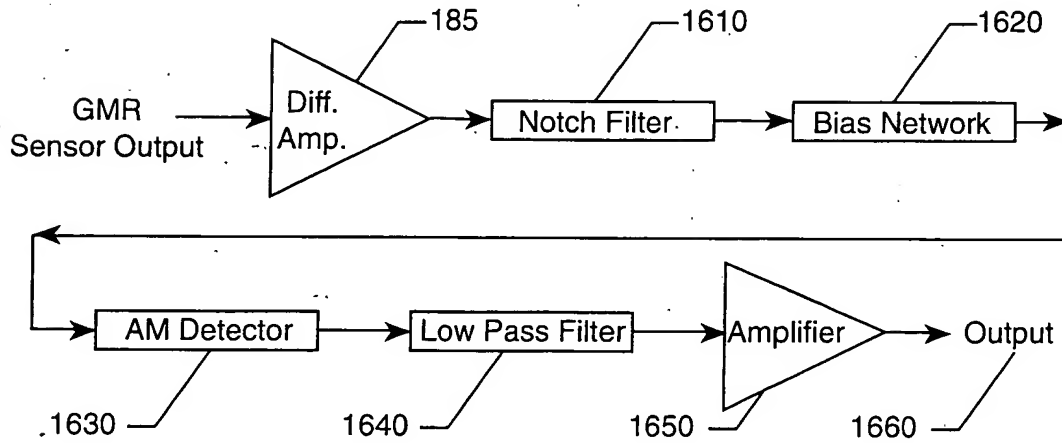 185
1610
1620
GMR
Sensor Output
Diff.
Amp.
Notch Filter
Bias Network
AM Detector
Low Pass Filter
Amplifier
Output
1630
1640
1650
1660